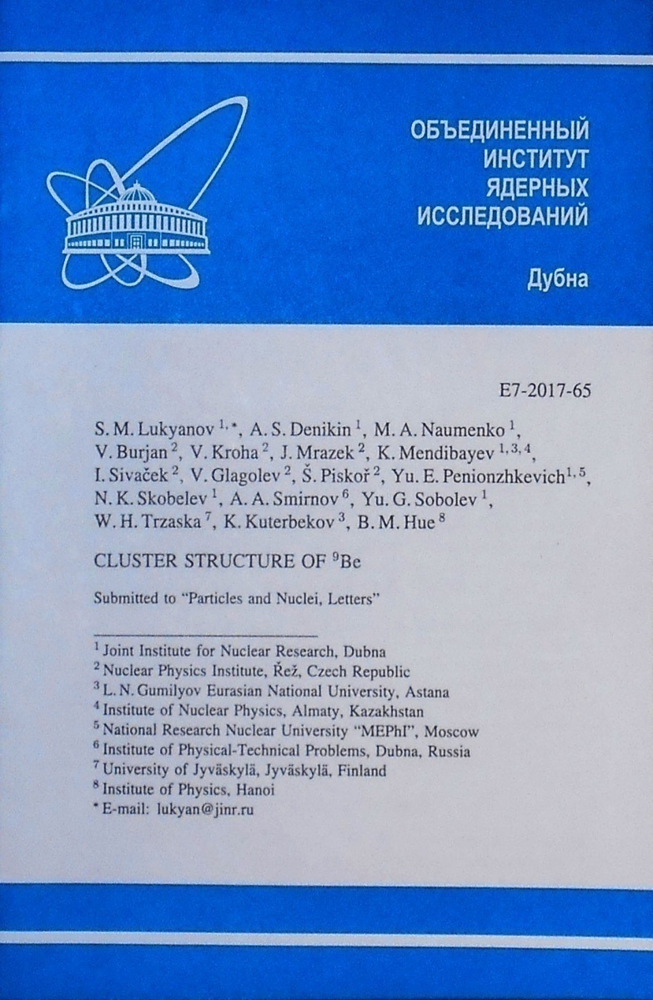 ОБЪЕДИНЕННЫЙ
ИНСТИТУТ
ЯДЕРНЫХ
ИССЛЕДОВАНИЙ
Дубна
E7-2017-65
S. M. Lukyanov ¹,*, A. S. Denikin ¹, M. A. Naumenko ¹,
V. Burjan ², V. Kroha ², J. Mrazek ², K. Mendibayev ¹,³,⁴,
I. Sivaček ², V. Glagolev ², Š. Piskoř ², Yu. E. Penionzhkevich¹,⁵,
N. K. Skobelev ¹, A. A. Smirnov ⁶, Yu. G. Sobolev ¹,
W. H. Trzaska ⁷, K. Kuterbekov ³, B. M. Hue ⁸
CLUSTER STRUCTURE OF ⁹Be
Submitted to “Particles and Nuclei, Letters”
¹ Joint Institute for Nuclear Research, Dubna
² Nuclear Physics Institute, Řež, Czech Republic
³ L. N. Gumilyov Eurasian National University, Astana
⁴ Institute of Nuclear Physics, Almaty, Kazakhstan
⁵ National Research Nuclear University “MEPhI”, Moscow
⁶ Institute of Physical-Technical Problems, Dubna, Russia
⁷ University of Jyväskylä, Jyväskylä, Finland
⁸ Institute of Physics, Hanoi
* E-mail: lukyan@jinr.ru